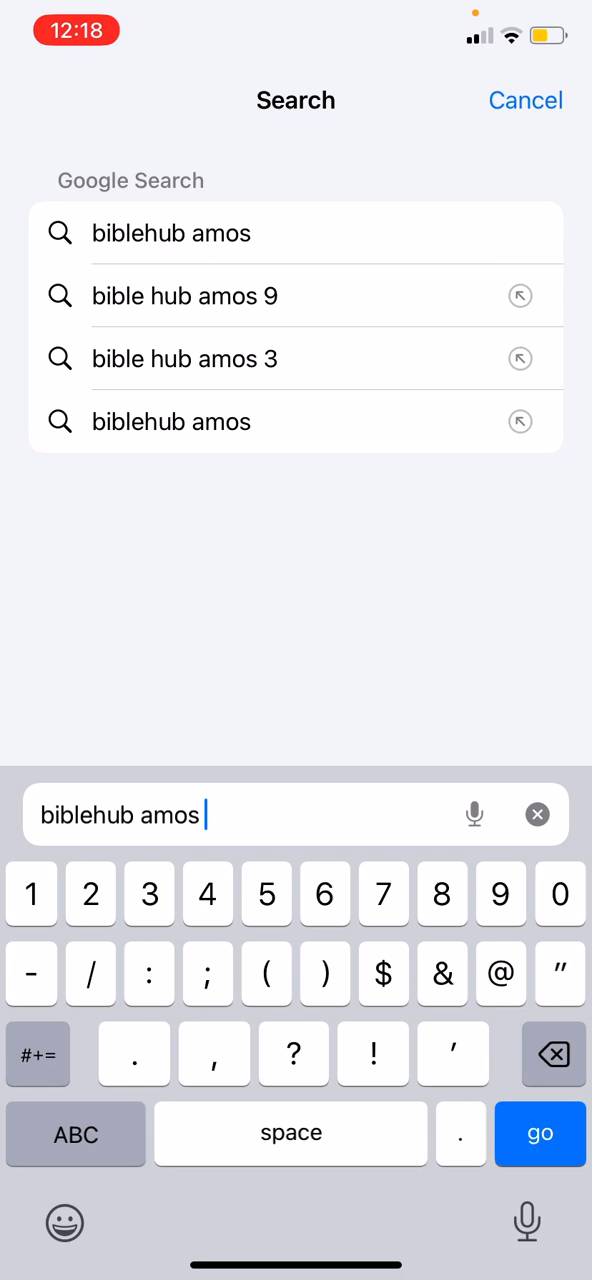 12:18
Search
Cancel
Google Search
biblehub amos
bible hub amos 9
bible hub amos 3
biblehub amos
biblehub amos
1 2 3 4 5 6 7 8 9 0
- / : ; ( ) $ & @ "
#+= . , ? ! '
ABC space . go